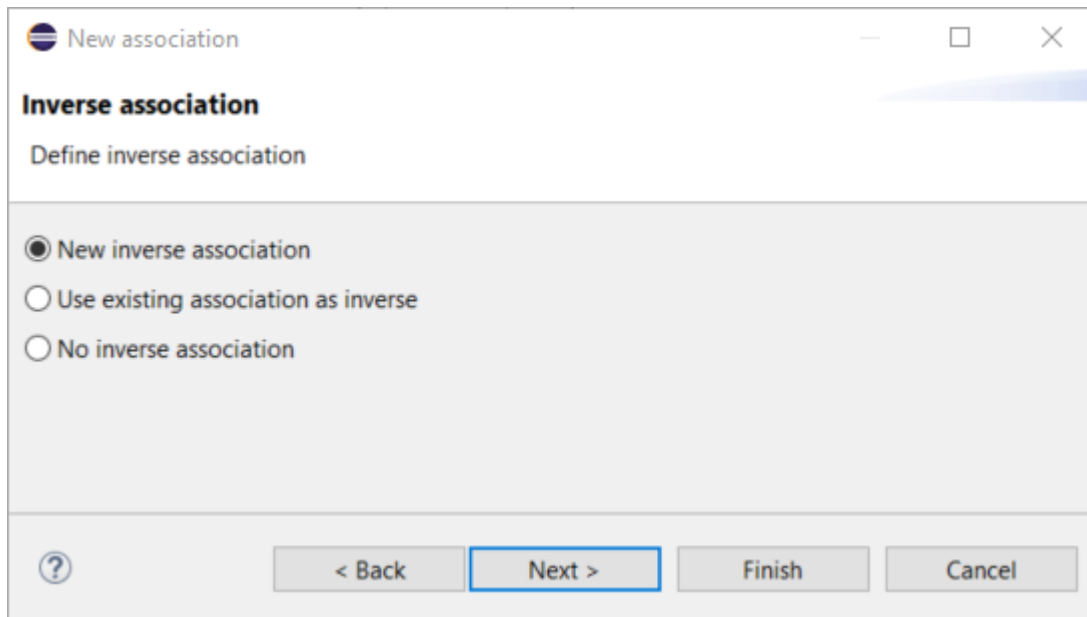 New association
Inverse association
Define inverse association
New inverse association
Use existing association as inverse
No inverse association
? < Back Next > Finish Cancel